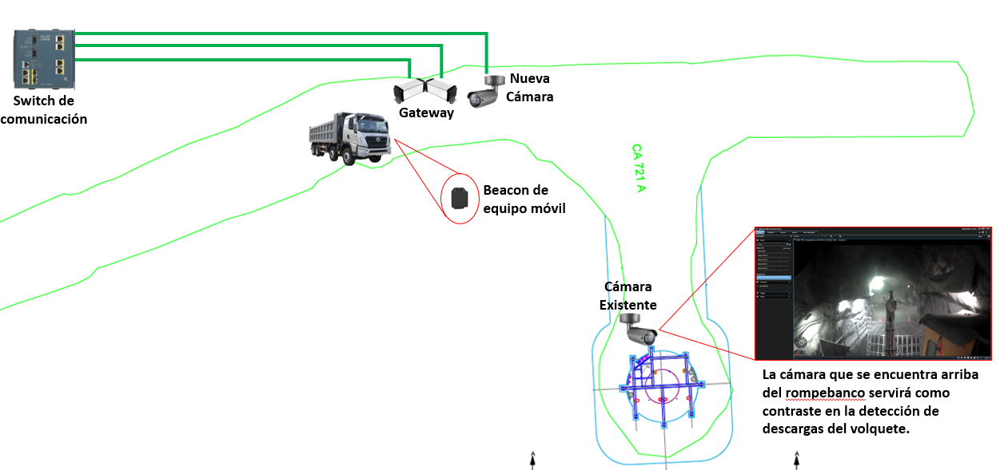 Switch de
comunicación
Gateway
Nueva
Cámara
Beacon de
equipo móvil
CA 721 A
Cámara
Existente
La cámara que se encuentra arriba
del rompebanco servirá como
contraste en la detección de
descargas del volquete.
A
A